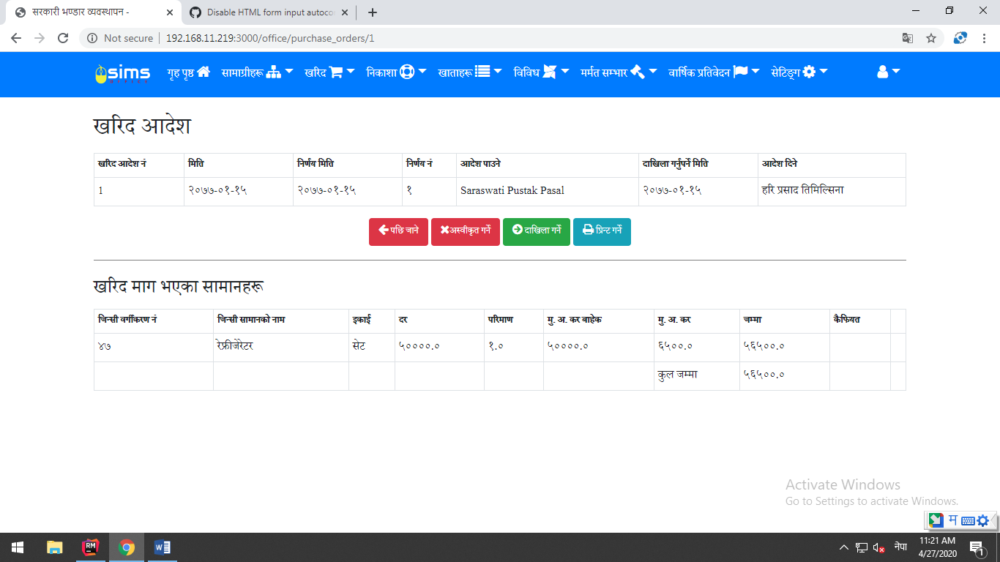 सरकारी भण्डार व्यवस्थापन -
Disable HTML form input autoco
Not secure
192.168.11.219:3000/office/purchase_orders/1
sims गृह पृष्ठ सामाग्रीहरू खरिद निकाशा खाताहरू विविध मर्मत सम्भार वार्षिक प्रतिवेदन सेटिङ्ग
खरिद आदेश
खरिद आदेश नं मिति निर्णय मिति निर्णय नं आदेश पाउने दाखिला गर्नुपर्ने मिति आदेश दिने
1 २०७७-०१-१५ २०७७-०१-१५ १ Saraswati Pustak Pasal २०७७-०१-१५ हरि प्रसाद तिमिल्सिना
पछि जाने अस्वीकृत गर्ने दाखिला गर्ने प्रिन्ट गर्ने
खरिद माग भएका सामानहरू
जिन्सी वर्गीकरण नं जिन्सी सामानको नाम इकाई दर परिमाण मु. अ. कर बाहेक मु. अ. कर जम्मा कैफियत
४७ रेफ्रीजेरेटर सेट ५००००.० १.० ५००००.० ६५००.० ५६५००.०
कुल जम्मा ५६५००.०
Activate Windows
Go to Settings to activate Windows.
म
RM W नेपा 11:21 AM
4/27/2020 1